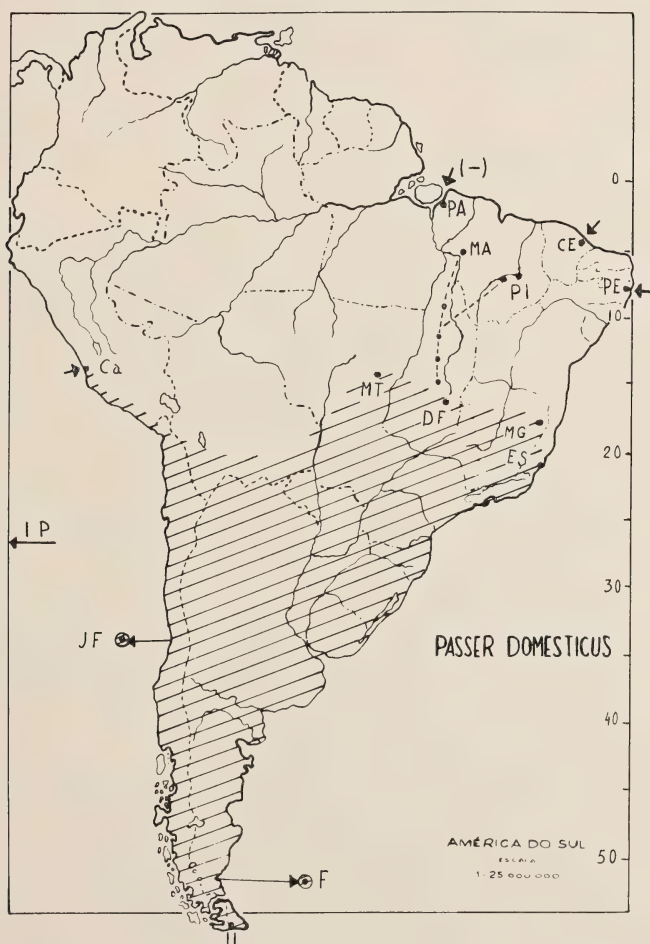 (-)
0
PA
CE
MA
PI
PE
10
Ca
MT
DF
MG
20
ES
I P
30
JF
PASSER DOMESTICUS
40
AMÉRICA DO SUL
ESCALA
1:25 000 000
50
F
U